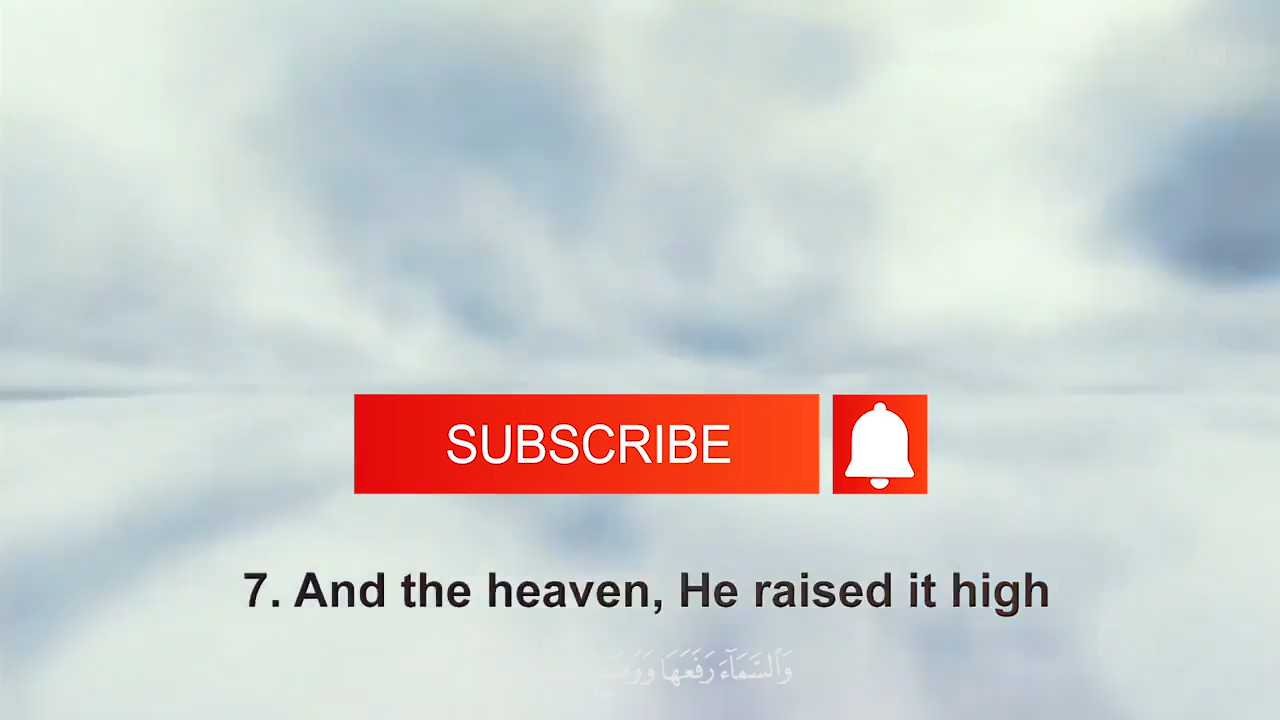 SUBSCRIBE
7. And the heaven, He raised it high
وَٱلسَّمَآءَ رَفَعَهَا